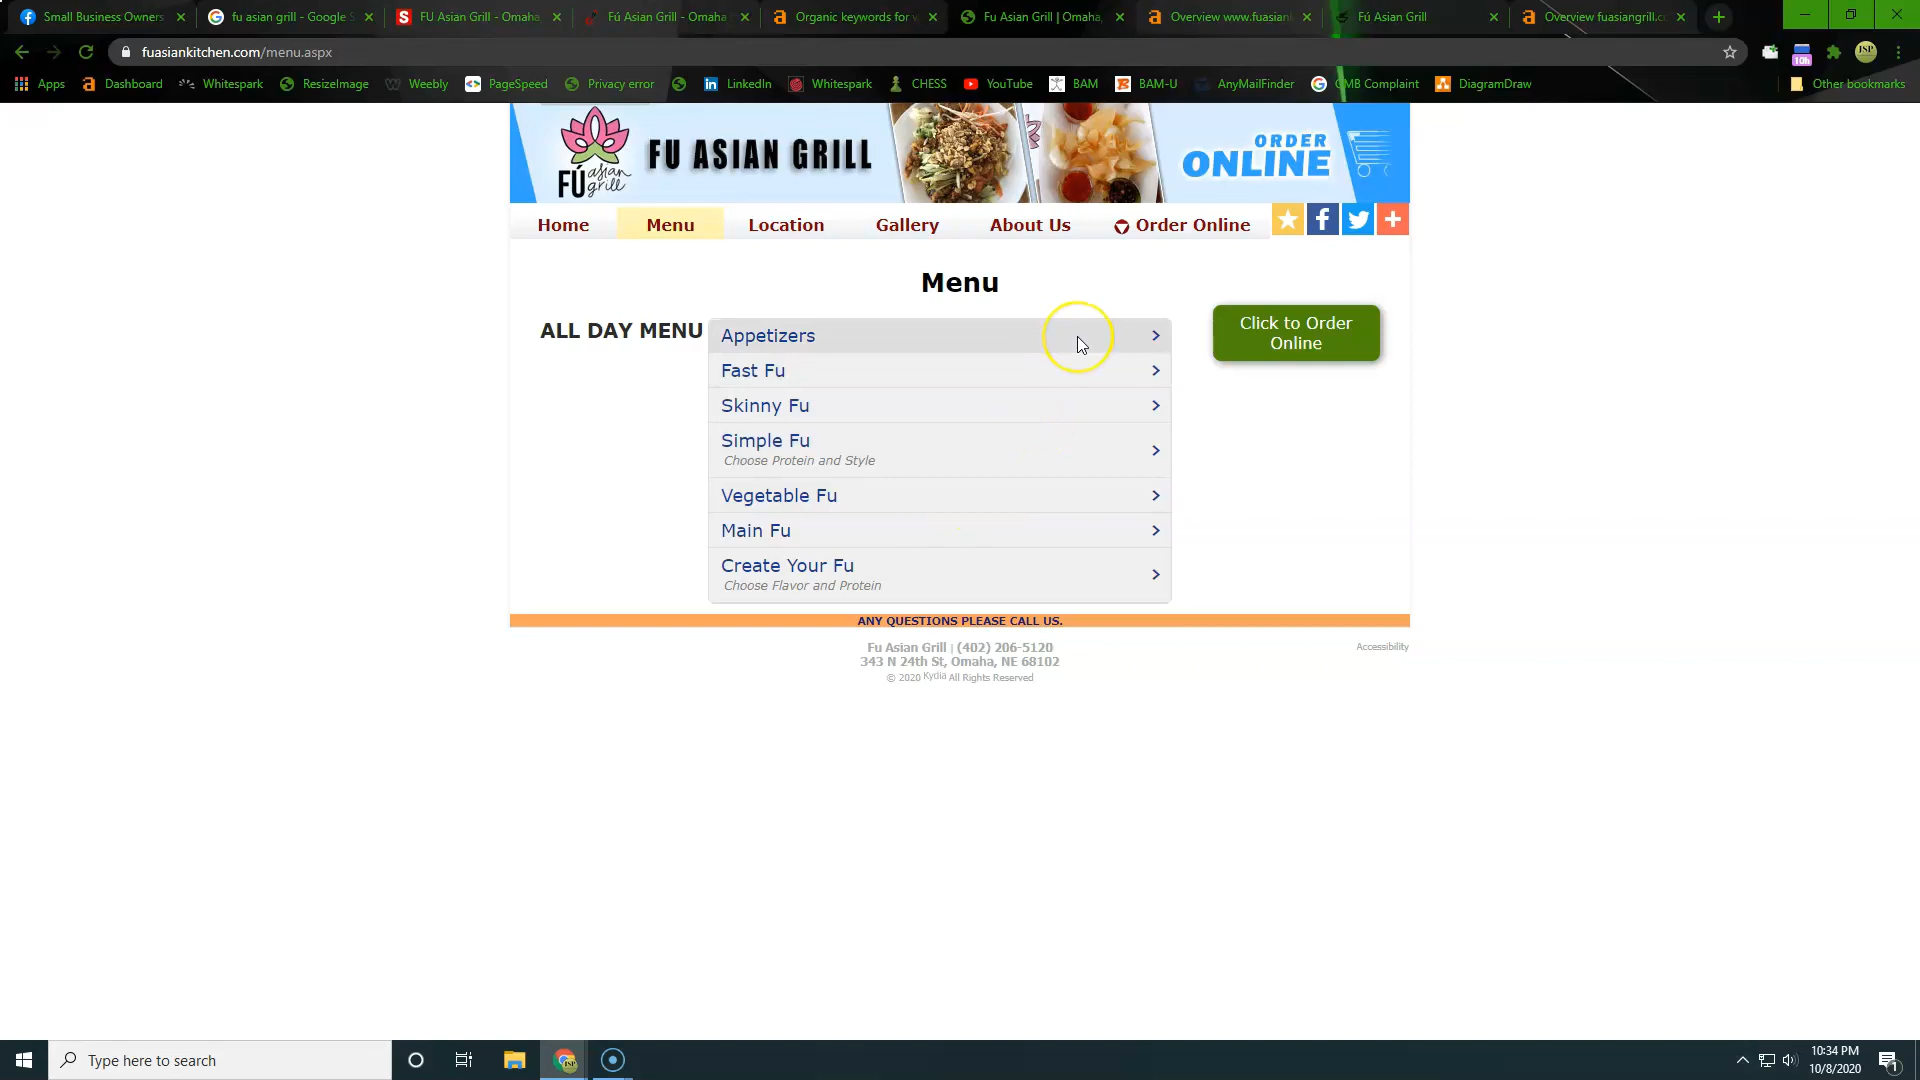 Small Business Owners
fu asian grill - Google S
FU Asian Grill - Omaha,
Fú Asian Grill - Omaha
Organic keywords for
Fu Asian Grill | Omaha,
Overview www.fuasian
Fú Asian Grill
Overview fuasiangrill.c
fuasiankitchen.com/menu.aspx
10h
JSP
Apps
Dashboard
Whitespark
ResizeImage
Weebly
PageSpeed
Privacy error
LinkedIn
Whitespark
CHESS
YouTube
BAM
BAM-U
AnyMailFinder
GMB Complaint
DiagramDraw
Other bookmarks
FÚ asian grill
FU ASIAN GRILL
ORDER
ONLINE
Home
Menu
Location
Gallery
About Us
Order Online
Menu
ALL DAY MENU
Appetizers
Fast Fu
Skinny Fu
Simple Fu
Choose Protein and Style
Vegetable Fu
Main Fu
Create Your Fu
Choose Flavor and Protein
Click to Order
Online
ANY QUESTIONS PLEASE CALL US.
Fu Asian Grill | (402) 206-5120
343 N 24th St, Omaha, NE 68102
© 2020 Kydia All Rights Reserved
Accessibility
Type here to search
10:34 PM
10/8/2020
1